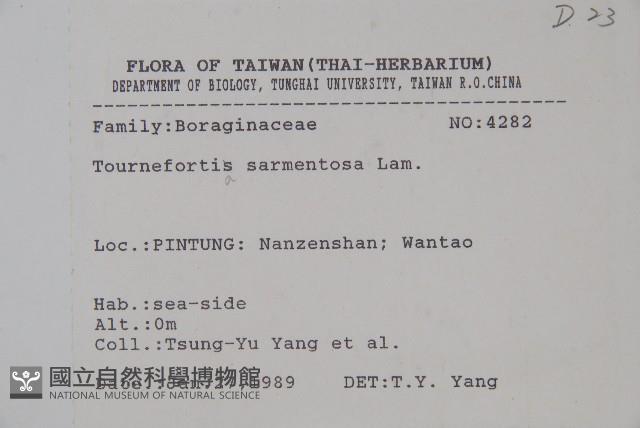 D. 23
FLORA OF TAIWAN(THAI-HERBARIUM)
DEPARTMENT OF BIOLOGY, TUNGHAI UNIVERSITY, TAIWAN R.O.CHINA
Family:Boraginaceae NO:4282
Tournefortis sarmentosa Lam.
a
Loc.:PINTUNG: Nanzenshan; Wantao
Hab.:sea-side
Alt.:0m
Coll.:Tsung-Yu Yang et al.
國立自然科學博物館
1989 DET:T.Y. Yang
NATIONAL MUSEUM OF NATURAL SCIENCE